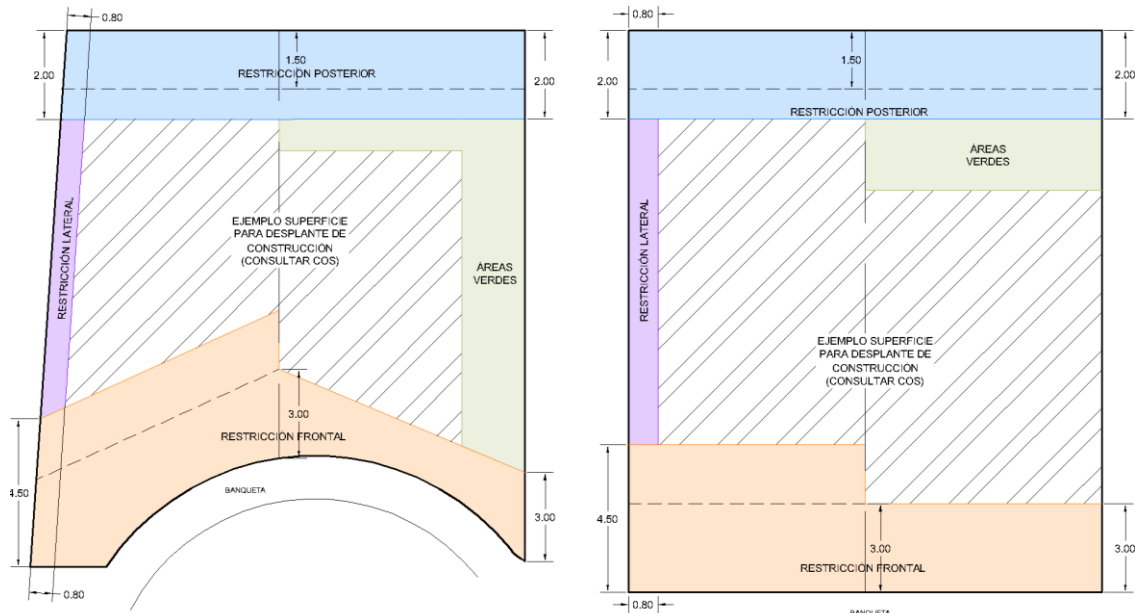 0.80
2.00
1.50
RESTRICCIÓN POSTERIOR
2.00
RESTRICCIÓN LATERAL
EJEMPLO SUPERFICIE
PARA DESPLANTE DE
CONSTRUCCIÓN
(CONSULTAR COS)
ÁREAS
VERDES
3.00
RESTRICCIÓN FRONTAL
4.50
BANQUETA
3.00
0.80
0.80
2.00
1.50
2.00
RESTRICCIÓN POSTERIOR
ÁREAS
VERDES
RESTRICCIÓN LATERAL
EJEMPLO SUPERFICIE
PARA DESPLANTE DE
CONSTRUCCIÓN
(CONSULTAR COS)
4.50
3.00
3.00
RESTRICCIÓN FRONTAL
0.80
BANQUETA